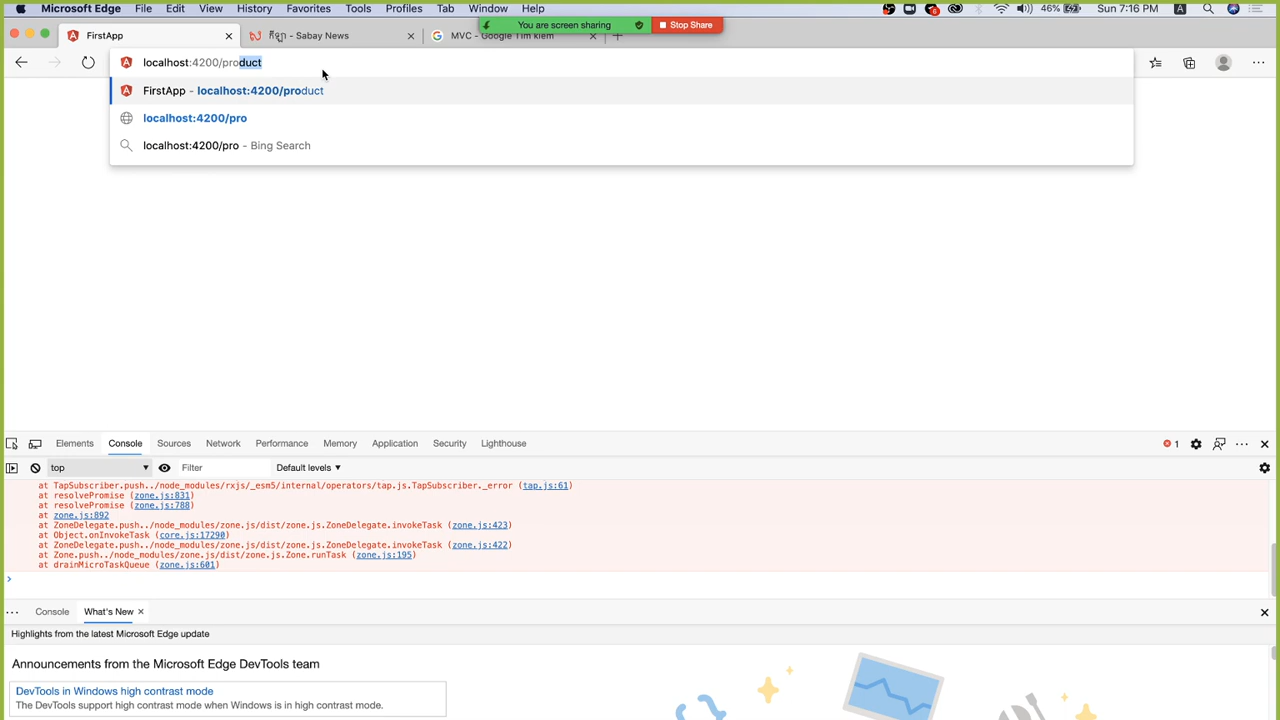 Microsoft Edge File Edit View History Favorites Tools Profiles Tab Window Help
46% Sun 7:16 PM A
You are screen sharing Stop Share
FirstApp
កីឡា - Sabay News
MVC - Google Tìm kiếm
localhost:4200/product
FirstApp - localhost:4200/product
localhost:4200/pro
localhost:4200/pro - Bing Search
Elements Console Sources Network Performance Memory Application Security Lighthouse 1
top Filter Default levels
at TapSubscriber.push../node_modules/rxjs/_esm5/internal/operators/tap.js.TapSubscriber._error (tap.js:61)
at resolvePromise (zone.js:831)
at resolvePromise (zone.js:788)
at zone.js:892
at ZoneDelegate.push../node_modules/zone.js/dist/zone.js.ZoneDelegate.invokeTask (zone.js:423)
at Object.onInvokeTask (core.js:17290)
at ZoneDelegate.push../node_modules/zone.js/dist/zone.js.ZoneDelegate.invokeTask (zone.js:422)
at Zone.push../node_modules/zone.js/dist/zone.js.Zone.runTask (zone.js:195)
at drainMicroTaskQueue (zone.js:601)
Console What's New
Highlights from the latest Microsoft Edge update
Announcements from the Microsoft Edge DevTools team
DevTools in Windows high contrast mode
The DevTools support high contrast mode when Windows is in high contrast mode.